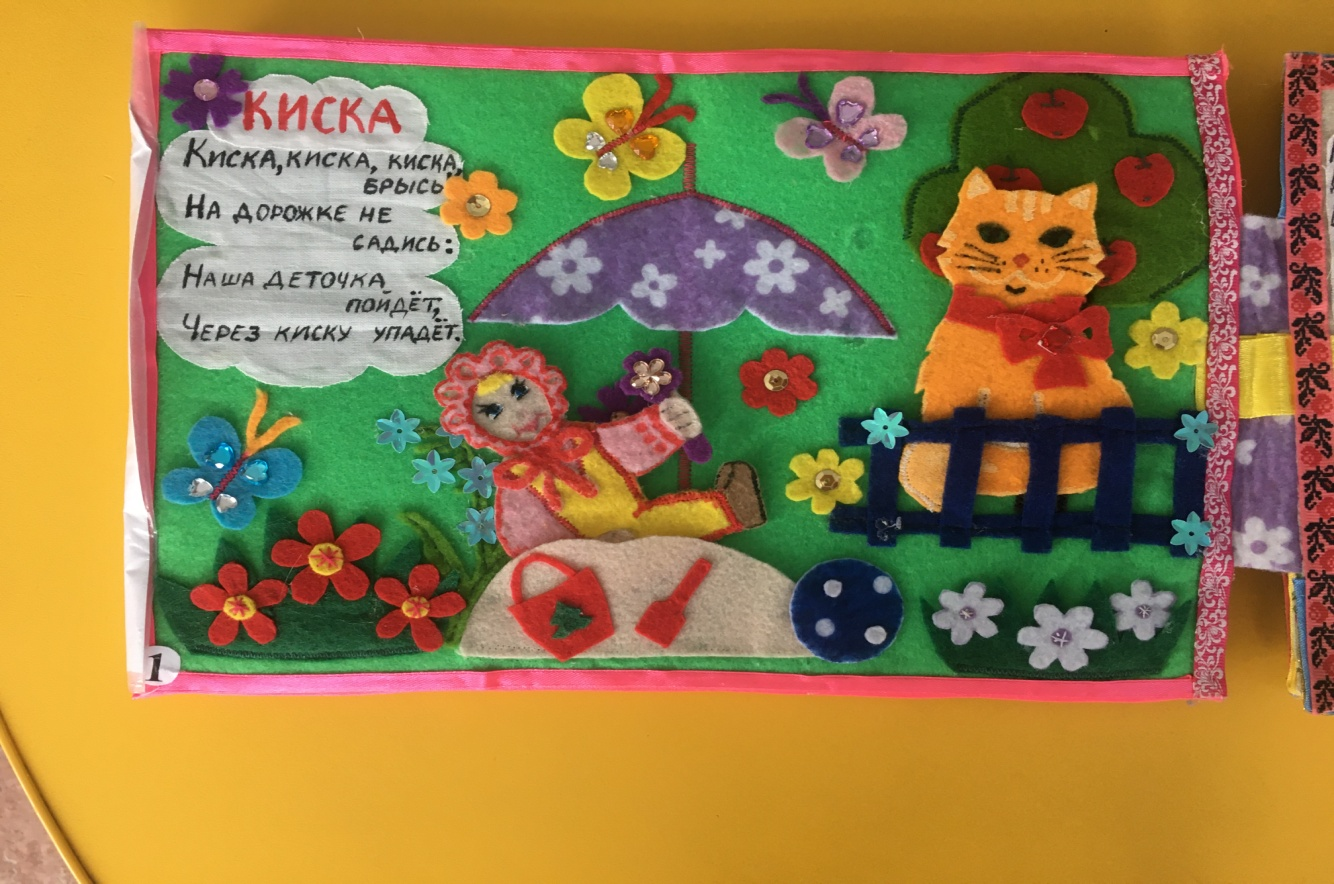 КИСКА
Киска, киска, киска,
брысь
На дорожке не
садись:
Наша деточка
пойдёт,
Через киску упадёт.
1